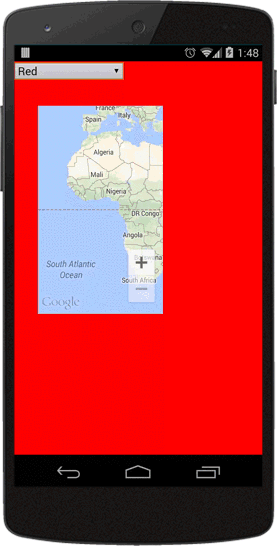 1:48
Red
France
Spain
Italy
Algeria
Mali
Nigeria
DR Congo
Angola
Botswana
South Atlantic
Ocean
South Africa
Google